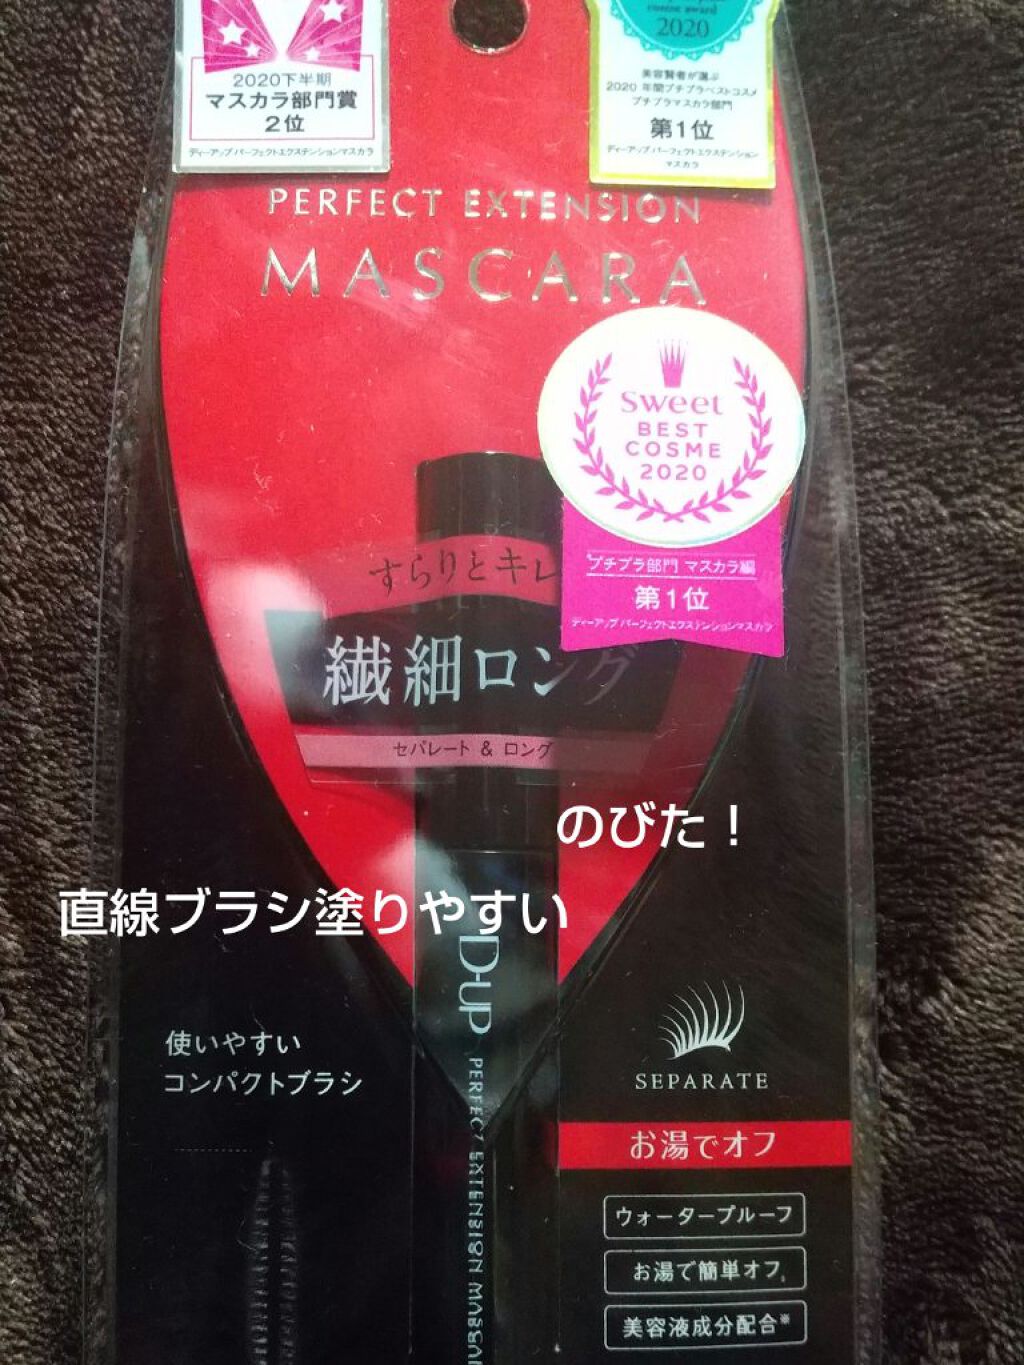 2020下半期
マスカラ部門賞
2位
ディーアップ パーフェクトエクステンションマスカラ
cosme award
2020
美容賢者が選ぶ
2020 年間プチプラベストコスメ
プチプラマスカラ部門
第1位
ディーアップ パーフェクトエクステンション
マスカラ
PERFECT EXTENSION
MASCARA
Sweet
BEST
COSME
2020
プチプラ部門 マスカラ編
第1位
ディーアップ パーフェクトエクステンションマスカラ
すらりとキレ
繊細ロング
セパレート & ロング
のびた！
直線ブラシ塗りやすい
D-UP
PERFECT EXTENSION MASCARA
使いやすい
コンパクトブラシ
SEPARATE
お湯でオフ
ウォータープルーフ
お湯で簡単オフ
美容液成分配合※